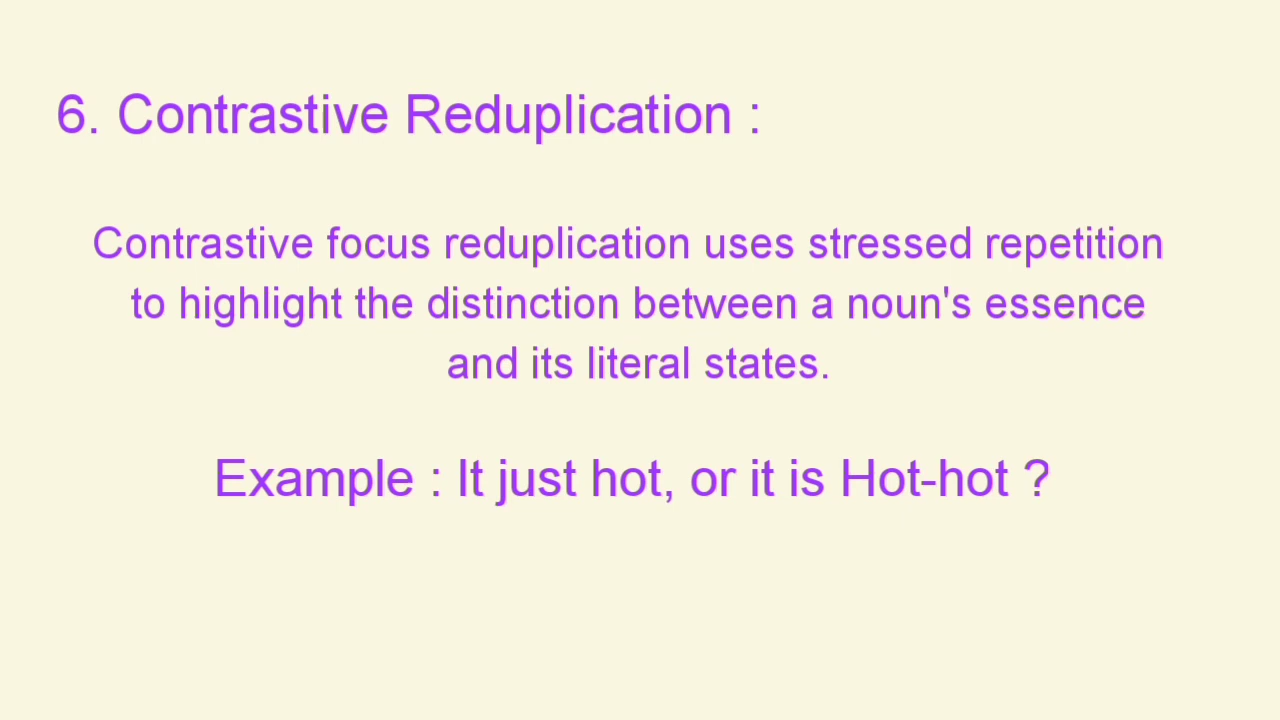 6. Contrastive Reduplication :
Contrastive focus reduplication uses stressed repetition
to highlight the distinction between a noun's essence
and its literal states.
Example : It just hot, or it is Hot-hot ?